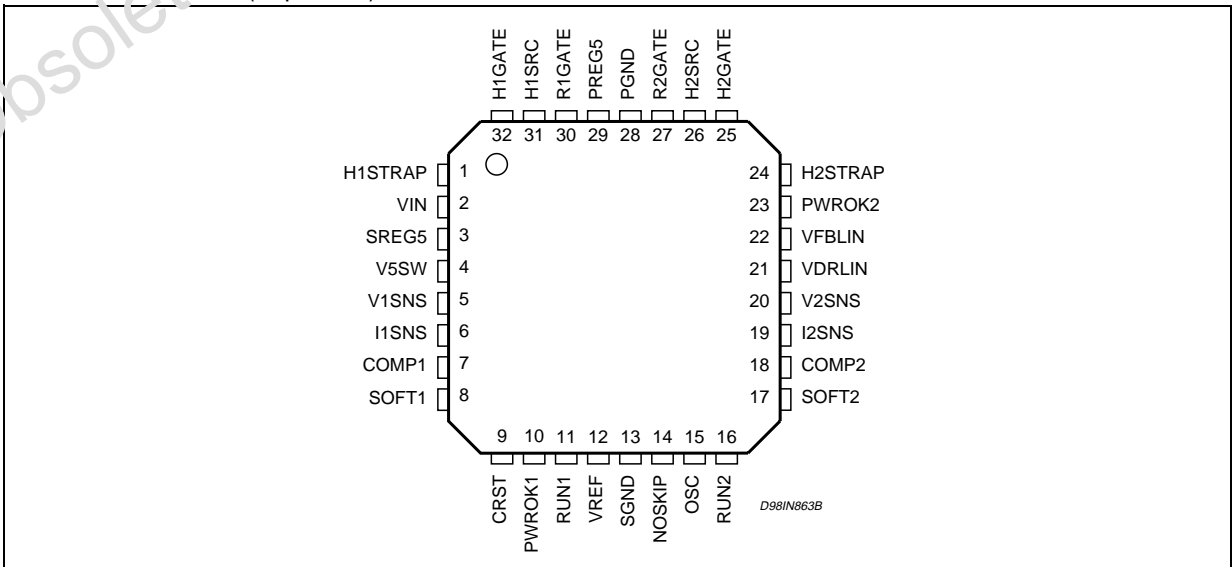 H1GATE
H1SRC
R1GATE
PREG5
PGND
R2GATE
H2SRC
H2GATE
32 31 30 29 28 27 26 25
H1STRAP 1 24 H2STRAP
VIN 2 23 PWROK2
SREG5 3 22 VFBLIN
V5SW 4 21 VDRLIN
V1SNS 5 20 V2SNS
I1SNS 6 19 I2SNS
COMP1 7 18 COMP2
SOFT1 8 17 SOFT2
9 10 11 12 13 14 15 16
CRST
PWROK1
RUN1
VREF
SGND
NOSKIP
OSC
RUN2
D98IN863B